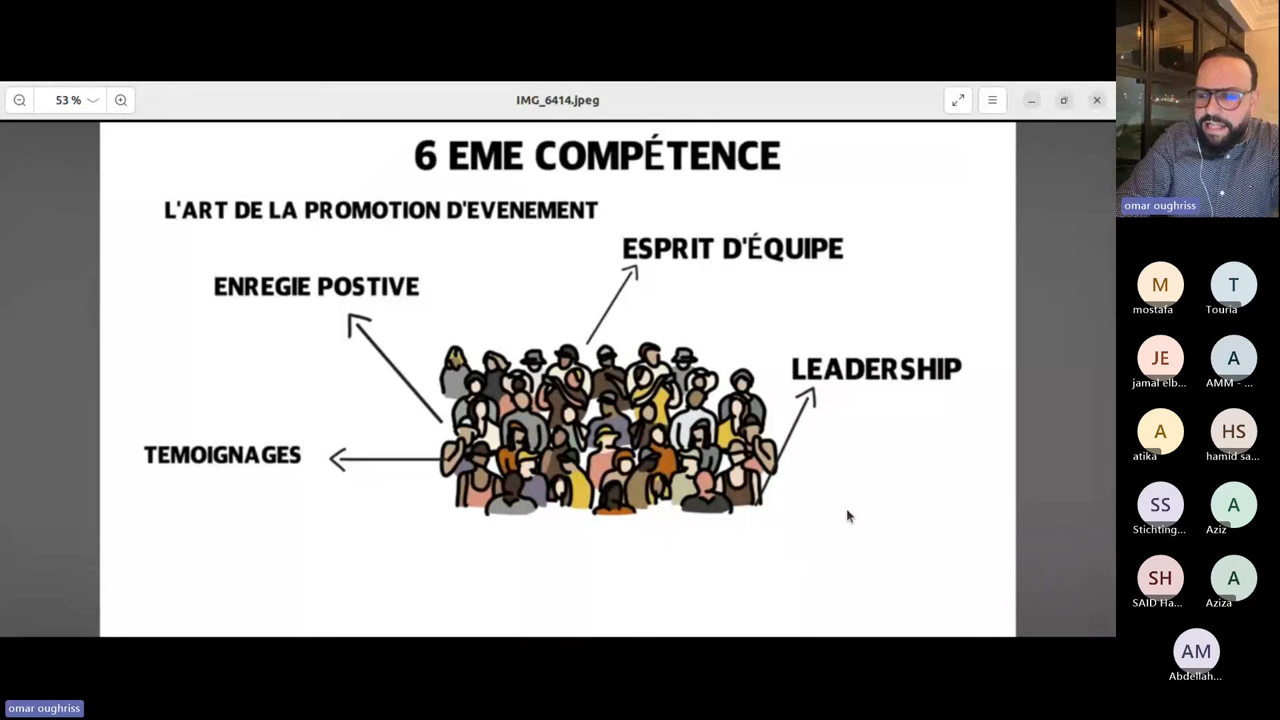 53 %
IMG_6414.jpeg
6 EME COMPÉTENCE
L'ART DE LA PROMOTION D'EVENEMENT
ESPRIT D'ÉQUIPE
ENREGIE POSTIVE
LEADERSHIP
TEMOIGNAGES
omar oughriss
M
mostafa
T
Touria
JE
jamal elb...
A
AMM - ...
A
atika
HS
hamid sa...
SS
Stichting...
A
Aziz
SH
SAID Ha...
A
Aziza
AM
Abdellah...
omar oughriss